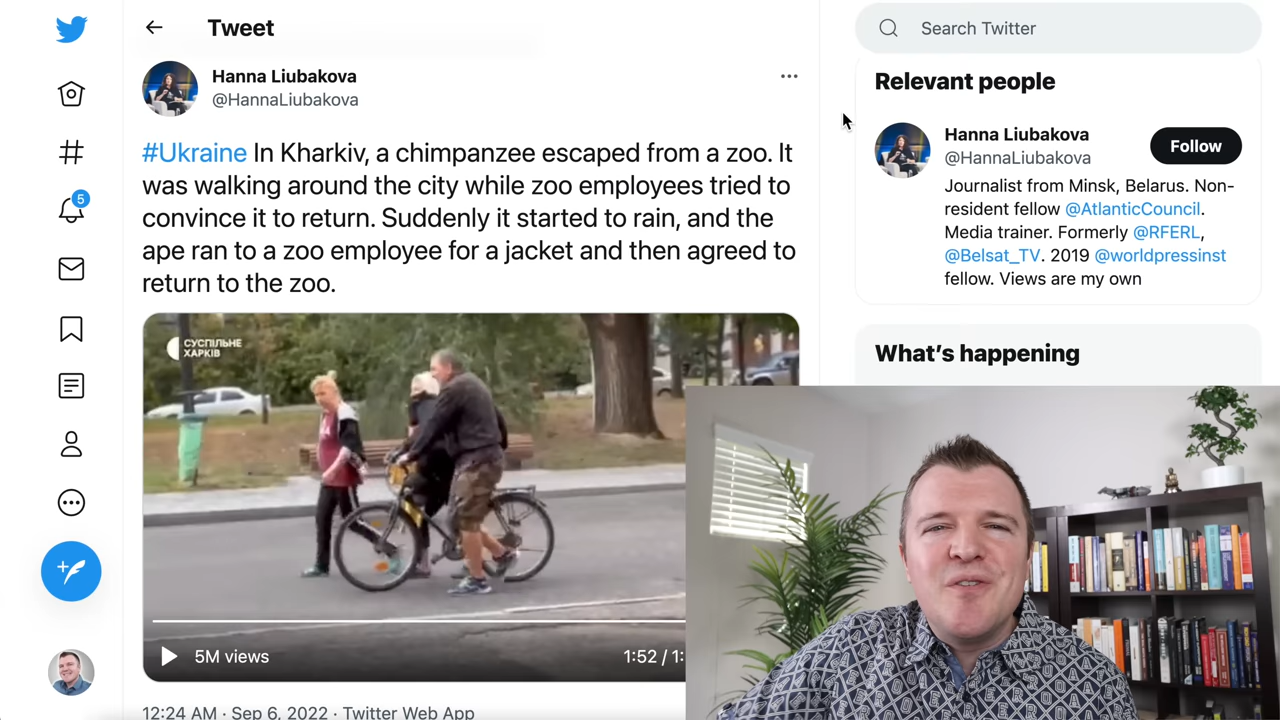 Tweet
Search Twitter
Hanna Liubakova
@HannaLiubakova
#Ukraine In Kharkiv, a chimpanzee escaped from a zoo. It
was walking around the city while zoo employees tried to
convince it to return. Suddenly it started to rain, and the
ape ran to a zoo employee for a jacket and then agreed to
return to the zoo.
СУСПІЛЬНЕ
ХАРКІВ
5M views
1:52 / 1:
12:24 AM · Sep 6, 2022 · Twitter Web App
5
Relevant people
Hanna Liubakova
@HannaLiubakova
Follow
Journalist from Minsk, Belarus. Non-
resident fellow @AtlanticCouncil.
Media trainer. Formerly @RFERL,
@Belsat_TV. 2019 @worldpressinst
fellow. Views are my own
What's happening